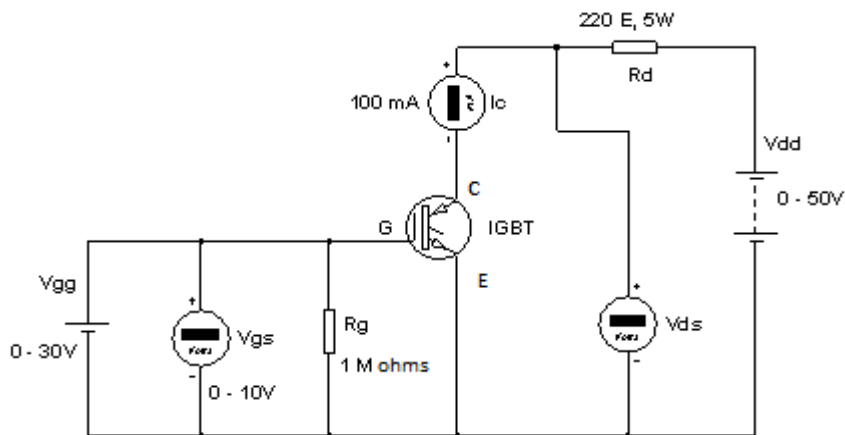 220 E, 5W
Rd
100 mA
Ic
Vdd
0 - 50V
C
G
IGBT
E
Vgg
0 - 30V
Vgs
0 - 10V
Rg
1 M ohms
Vds